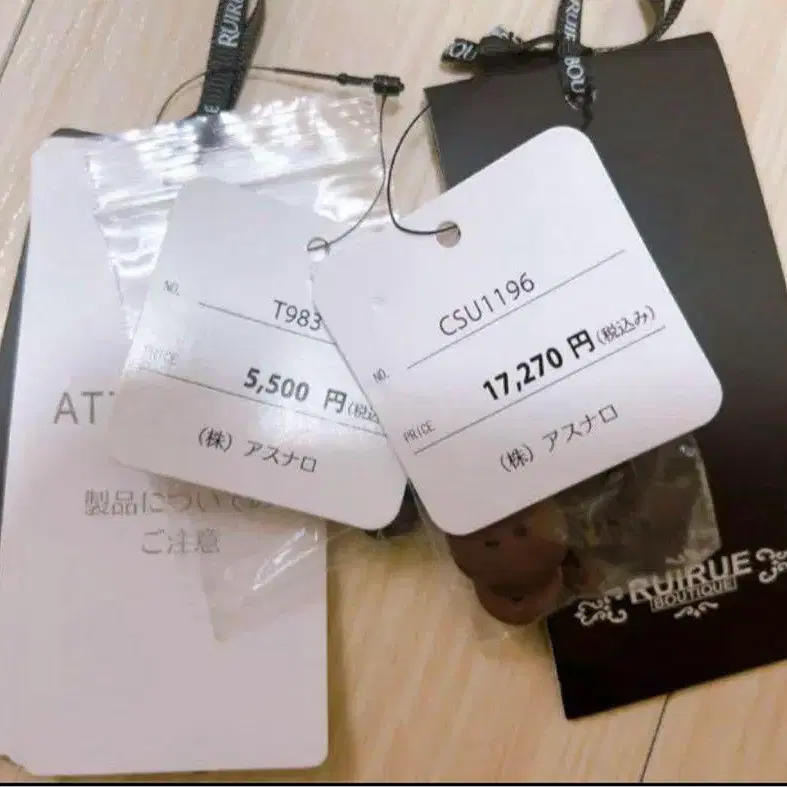 RUIRUE
BOU
NO.
T983
PRICE
5,500 円(税込
(株) アスナロ
NO.
CSU1196
PRICE
17,270 円(税込み)
(株) アスナロ
製品について
ご注意
RUIRUE
BOUTIQUE